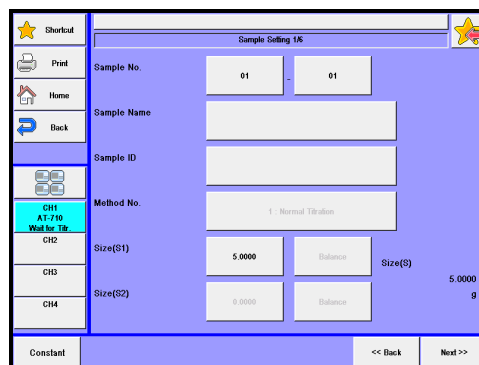 Shortcut
Print
Home
Back
CH1
AT-710
Wait for Titr.
CH2
CH3
CH4
Constant
Sample Setting 1/6
Sample No.
01 - 01
Sample Name
Sample ID
Method No.
1 : Normal Titration
Size(S1)
5.0000
Balance
Size(S)
5.0000
g
Size(S2)
0.0000
Balance
<< Back
Next >>